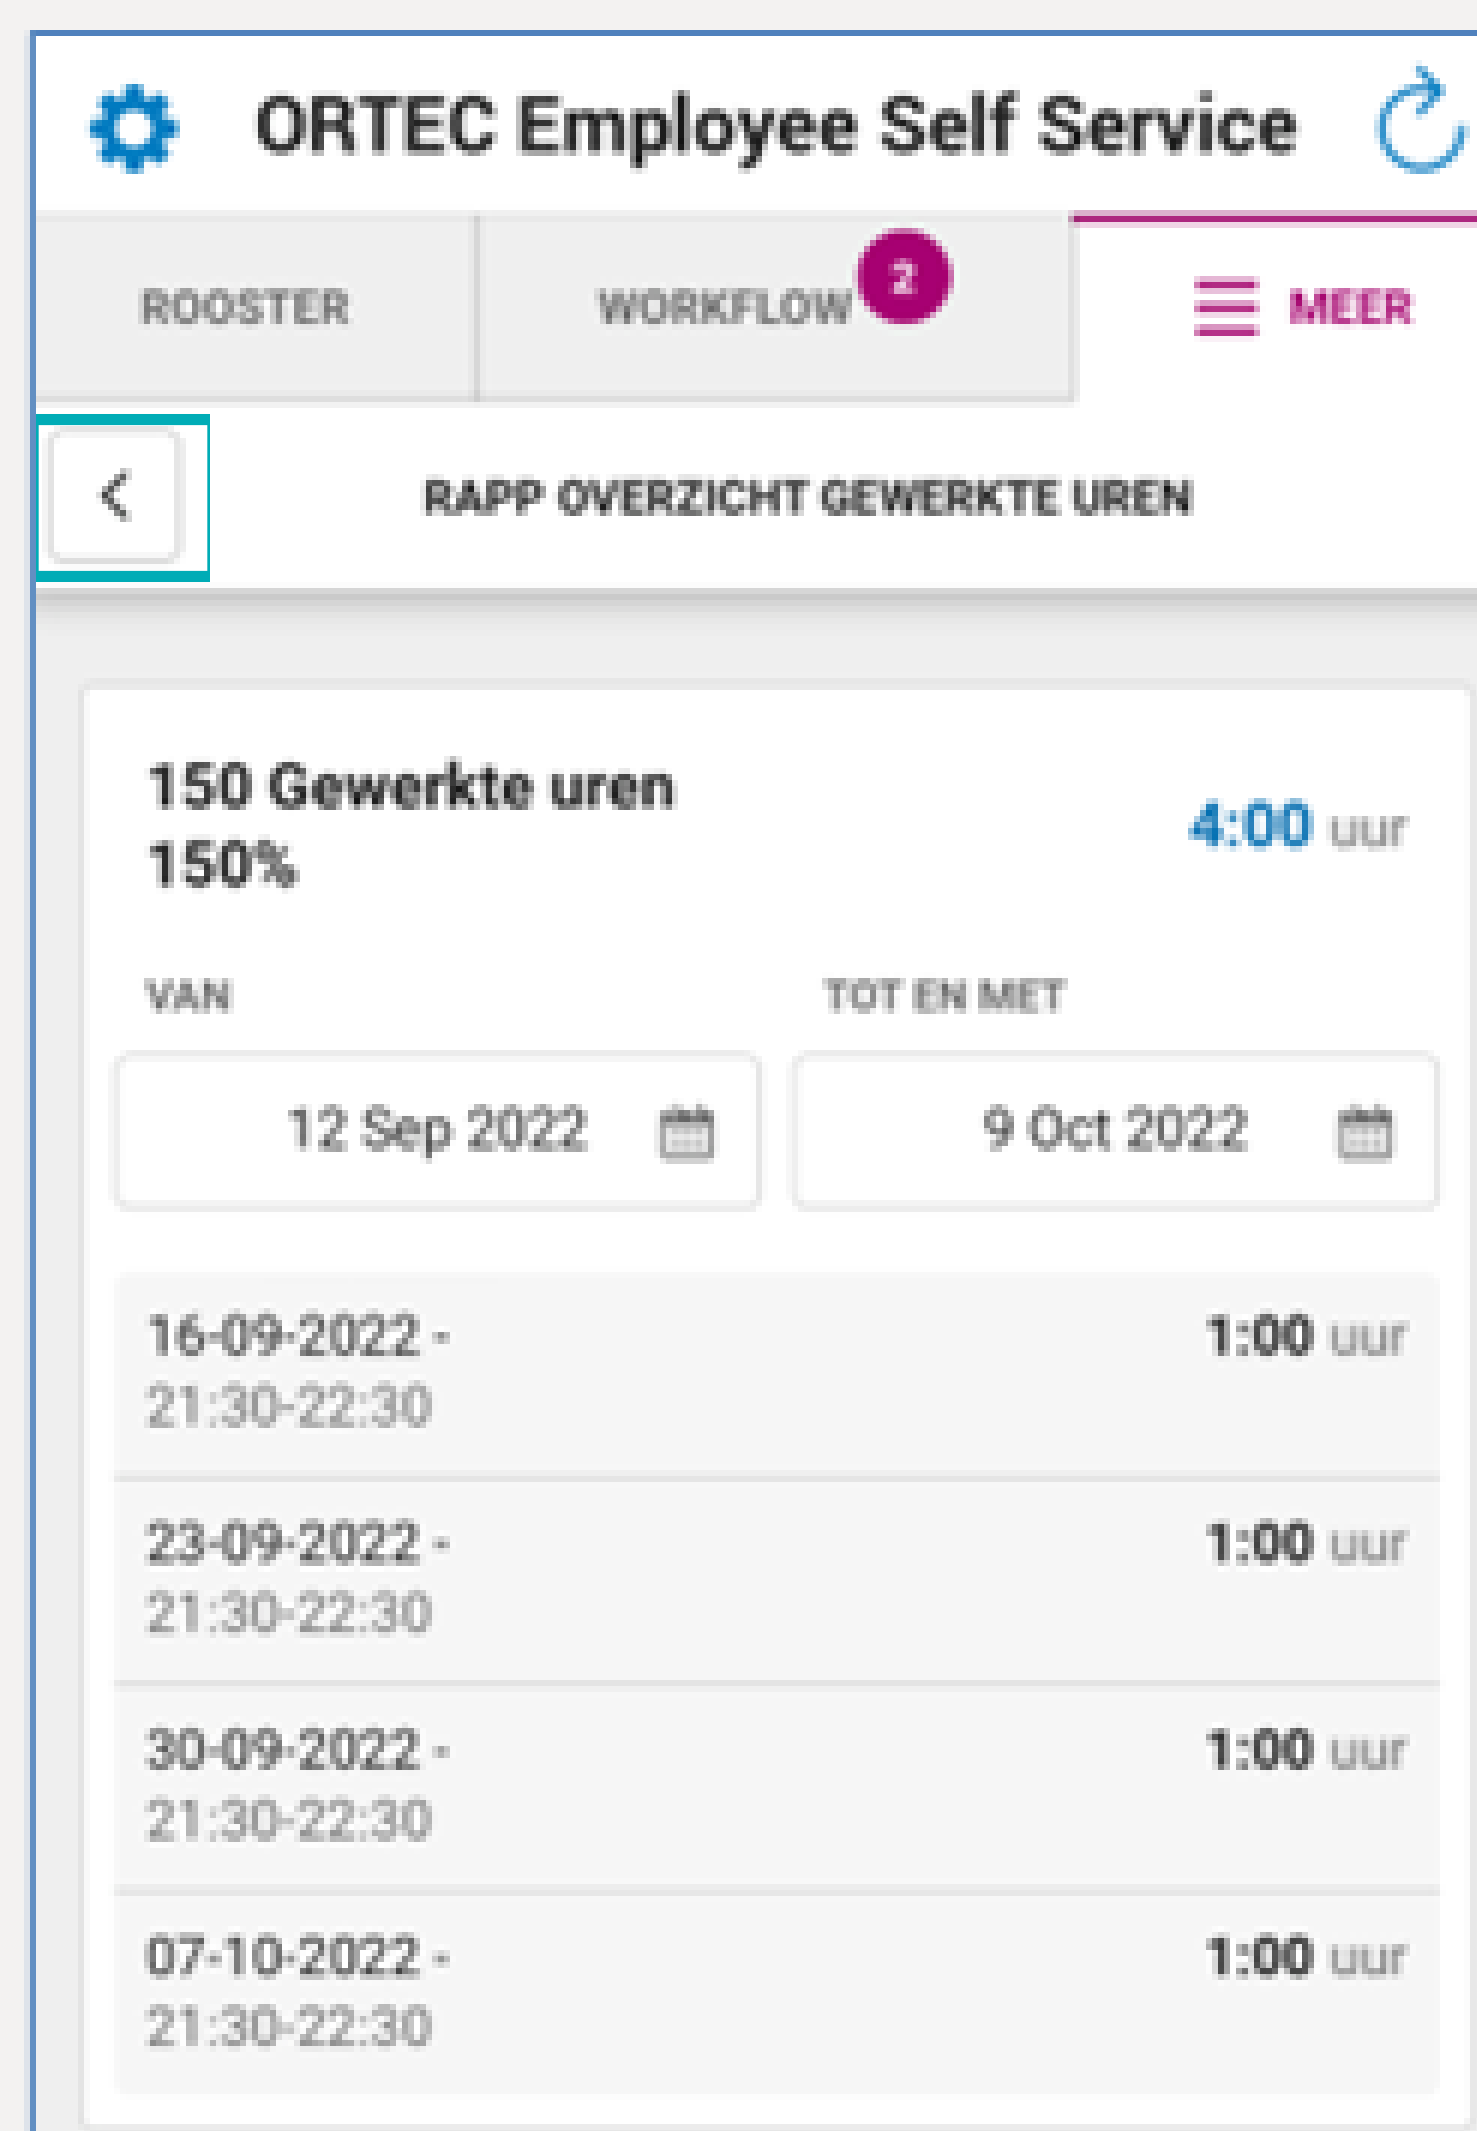 ORTEC Employee Self Service
ROOSTER
WORKFLOW 2
MEER
RAPP OVERZICHT GEWERKTE UREN
150 Gewerkte uren
150%
4:00 uur
VAN
TOT EN MET
12 Sep 2022
9 Oct 2022
16-09-2022 -
1:00 uur
21:30-22:30
23-09-2022 -
1:00 uur
21:30-22:30
30-09-2022 -
1:00 uur
21:30-22:30
07-10-2022 -
1:00 uur
21:30-22:30